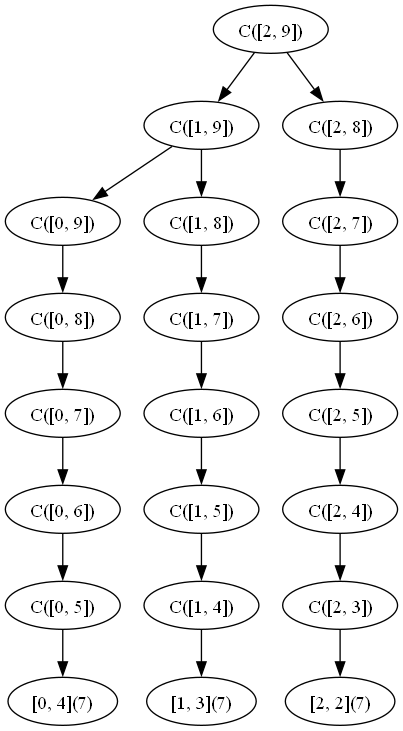 C([2, 9])
C([1, 9]) C([2, 8])
C([0, 9]) C([1, 8]) C([2, 7])
C([0, 8]) C([1, 7]) C([2, 6])
C([0, 7]) C([1, 6]) C([2, 5])
C([0, 6]) C([1, 5]) C([2, 4])
C([0, 5]) C([1, 4]) C([2, 3])
[0, 4](7) [1, 3](7) [2, 2](7)